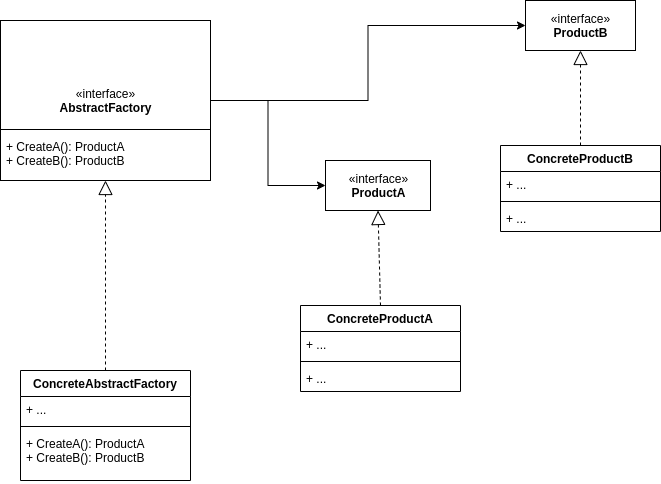 «interface»
AbstractFactory
+ CreateA(): ProductA
+ CreateB(): ProductB
«interface»
ProductB
«interface»
ProductA
ConcreteProductB
+ ...
+ ...
ConcreteProductA
+ ...
+ ...
ConcreteAbstractFactory
+ ...
+ CreateA(): ProductA
+ CreateB(): ProductB